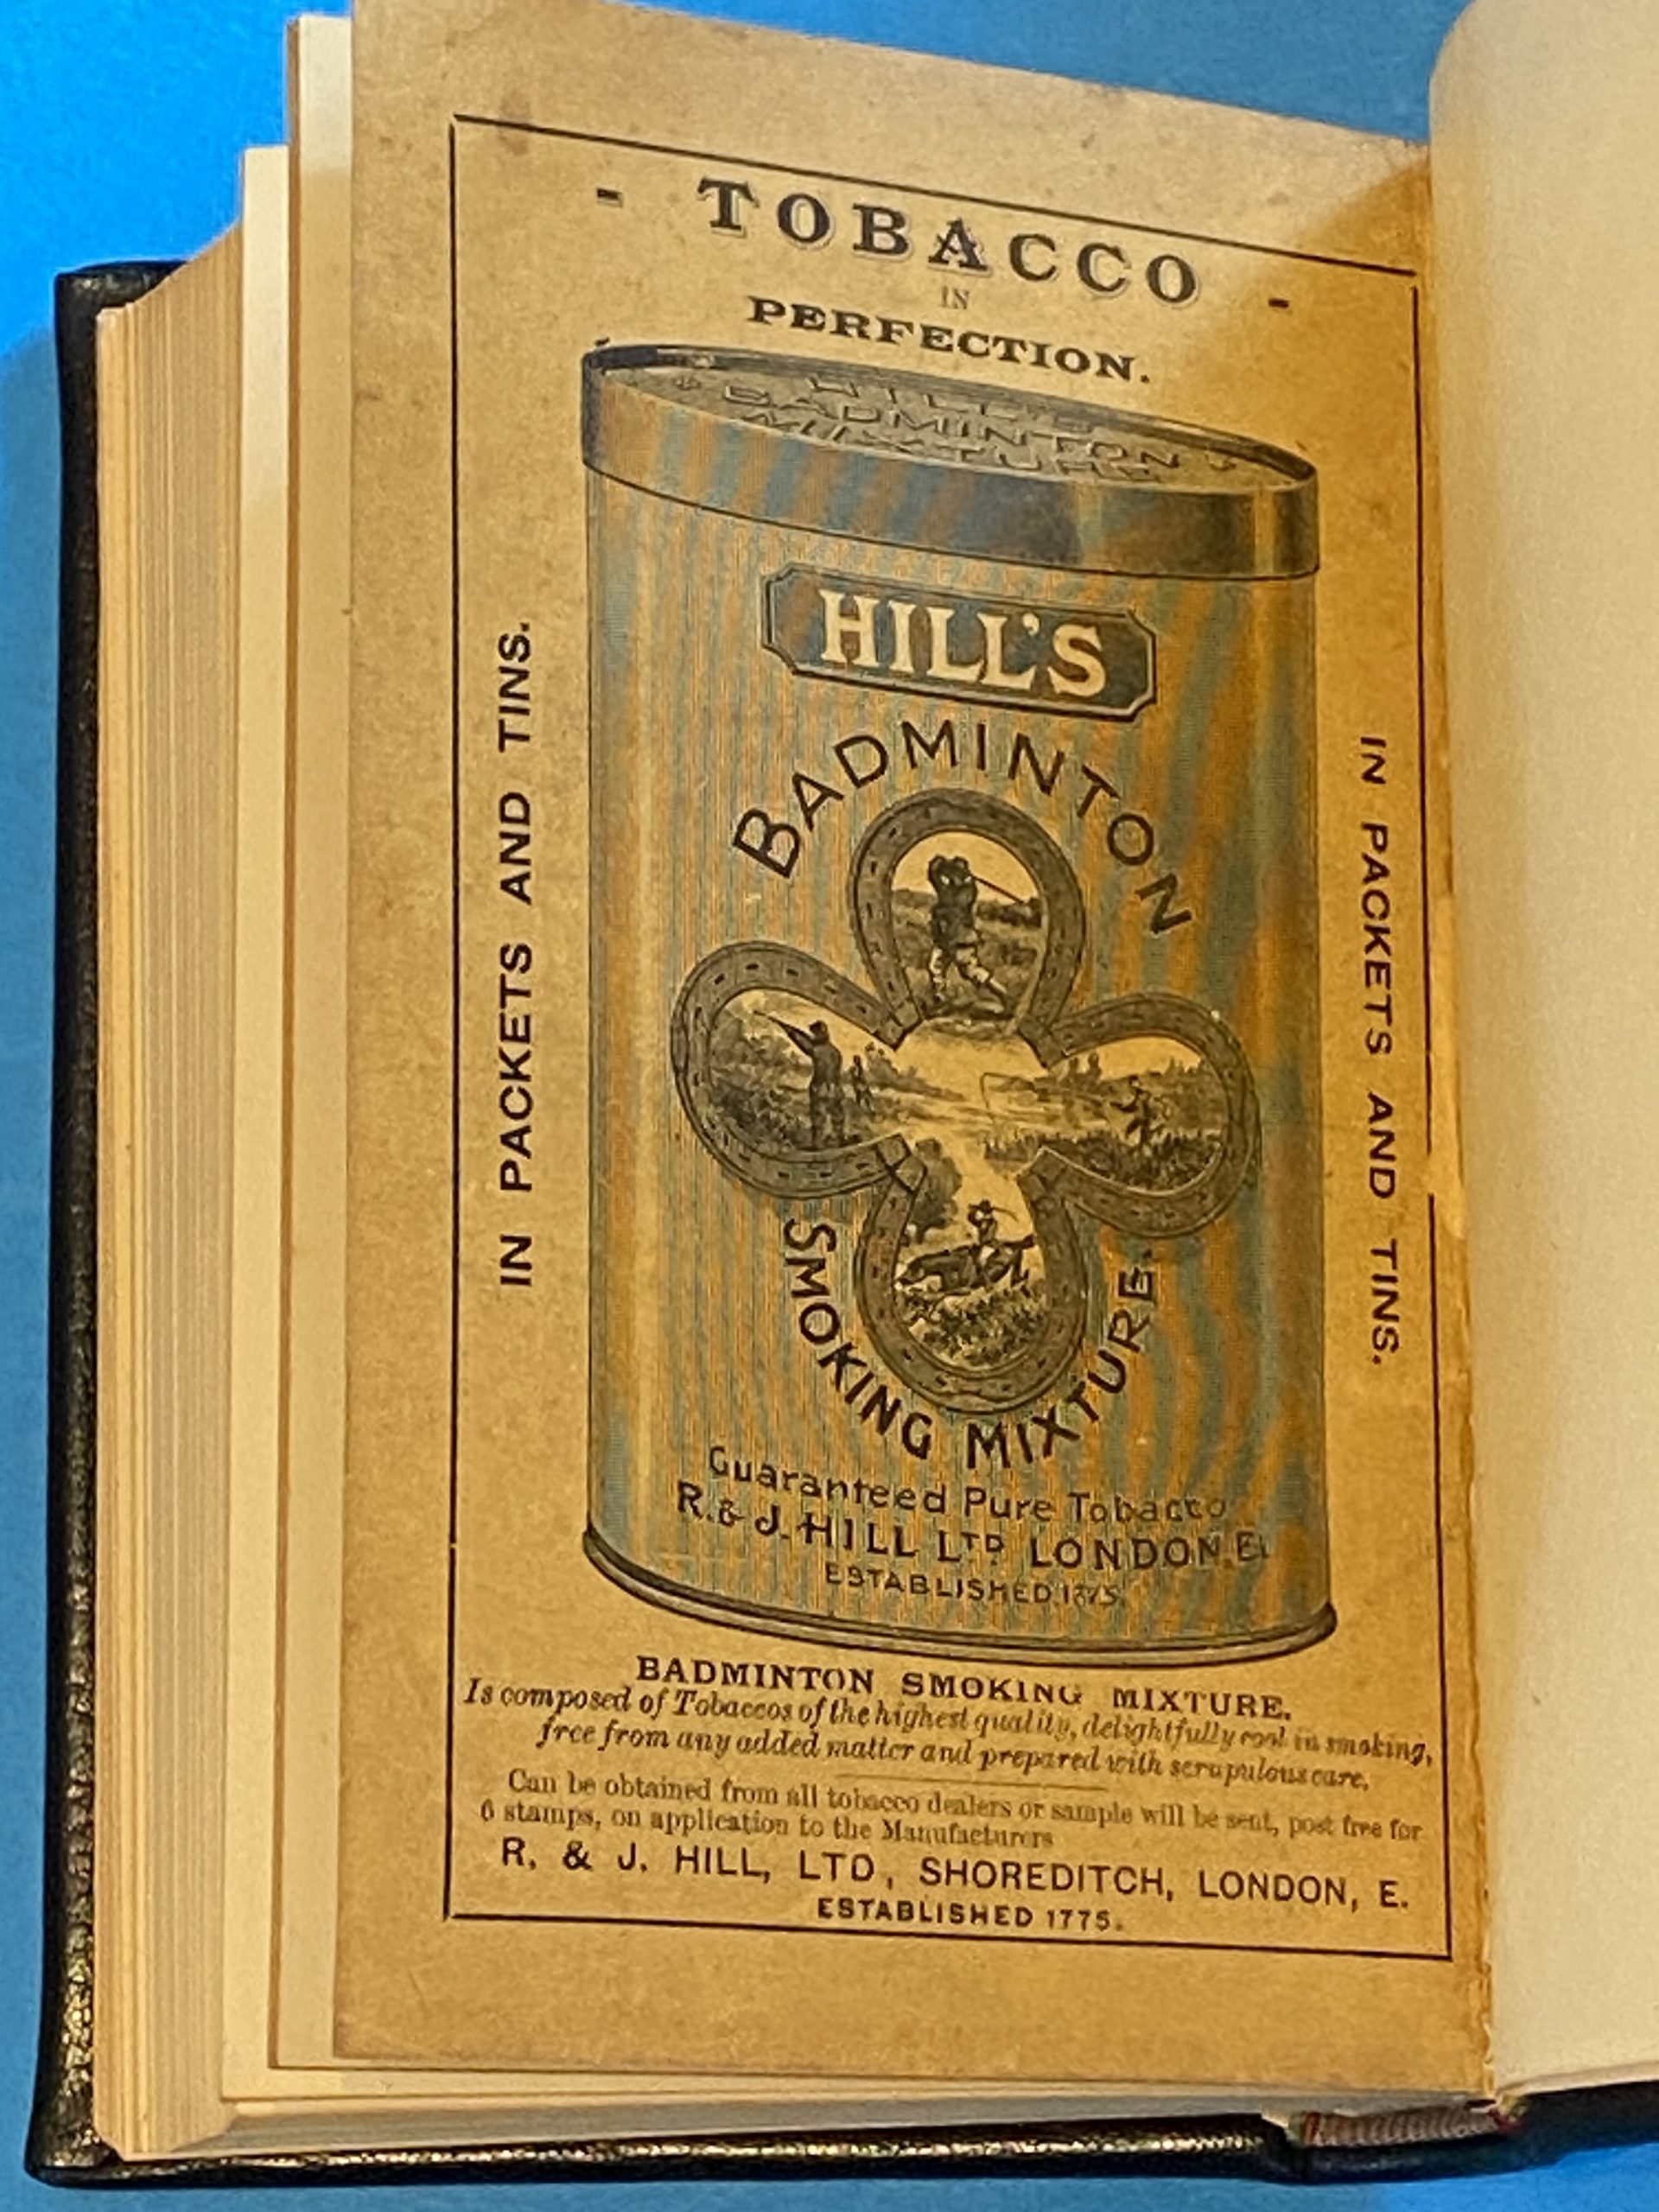 - TOBACCO -
IN
PERFECTION.
HILL'S
BADMINTON
MIXTURE
HILL'S
BADMINTON
SMOKING MIXTURE.
Guaranteed Pure Tobacco
R. & J. HILL LTD LONDON, E.
ESTABLISHED 1775.
IN PACKETS AND TINS.
IN PACKETS AND TINS.
BADMINTON SMOKING MIXTURE.
Is composed of Tobaccos of the highest quality, delightfully cool in smoking,
free from any added matter and prepared with scrupulous care.
Can be obtained from all tobacco dealers or sample will be sent, post free for
6 stamps, on application to the Manufacturers
R. & J. HILL, LTD, SHOREDITCH, LONDON, E.
ESTABLISHED 1775.